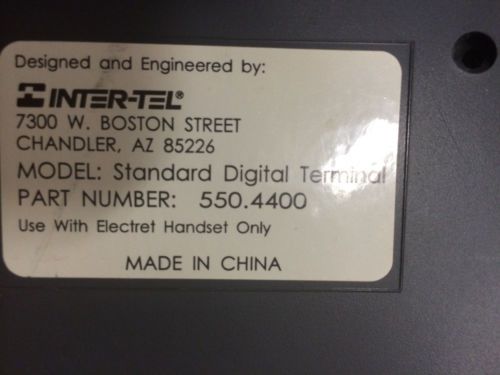 Designed and Engineered by:
INTER-TEL®
7300 W. BOSTON STREET
CHANDLER, AZ 85226
MODEL: Standard Digital Terminal
PART NUMBER: 550.4400
Use With Electret Handset Only
MADE IN CHINA